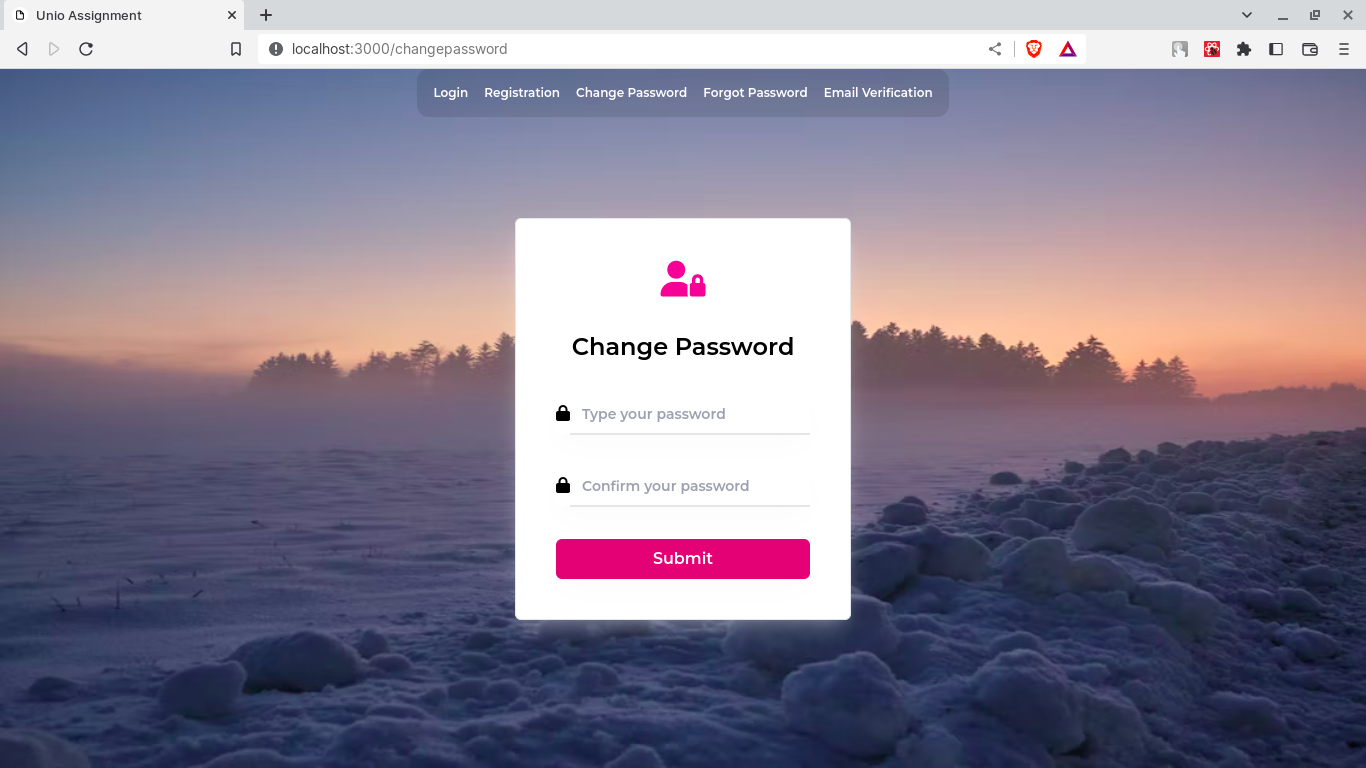 Unio Assignment
localhost:3000/changepassword
Login Registration Change Password Forgot Password Email Verification
Change Password
Type your password
Confirm your password
Submit